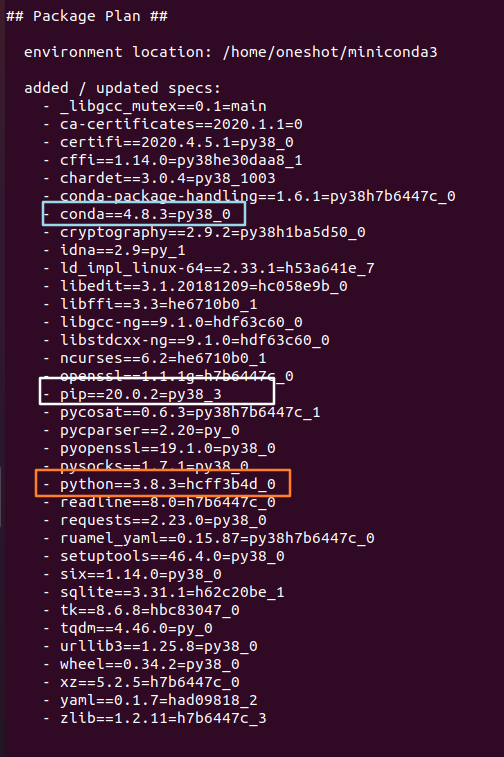 ## Package Plan ##
environment location: /home/oneshot/miniconda3
added / updated specs:
- _libgcc_mutex==0.1=main
- ca-certificates==2020.1.1=0
- certifi==2020.4.5.1=py38_0
- cffi==1.14.0=py38he30daa8_1
- chardet==3.0.4=py38_1003
- conda-package-handling==1.6.1=py38h7b6447c_0
- conda==4.8.3=py38_0
- cryptography==2.9.2=py38h1ba5d50_0
- idna==2.9=py_1
- ld_impl_linux-64==2.33.1=h53a641e_7
- libedit==3.1.20181209=hc058e9b_0
- libffi==3.3=he6710b0_1
- libgcc-ng==9.1.0=hdf63c60_0
- libstdcxx-ng==9.1.0=hdf63c60_0
- ncurses==6.2=he6710b0_1
- openssl==1.1.1g=h7b6447c_0
- pip==20.0.2=py38_3
- pycosat==0.6.3=py38h7b6447c_1
- pycparser==2.20=py_0
- pyopenssl==19.1.0=py38_0
- pysocks==1.7.1=py38_0
- python==3.8.3=hcff3b4d_0
- readline==8.0=h7b6447c_0
- requests==2.23.0=py38_0
- ruamel_yaml==0.15.87=py38h7b6447c_0
- setuptools==46.4.0=py38_0
- six==1.14.0=py38_0
- sqlite==3.31.1=h62c20be_1
- tk==8.6.8=hbc83047_0
- tqdm==4.46.0=py_0
- urllib3==1.25.8=py38_0
- wheel==0.34.2=py38_0
- xz==5.2.5=h7b6447c_0
- yaml==0.1.7=had09818_2
- zlib==1.2.11=h7b6447c_3